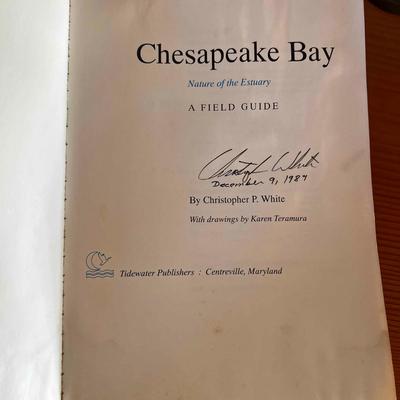 Chesapeake Bay
Nature of the Estuary
A FIELD GUIDE
Christopher White
December 9, 1987
By Christopher P. White
With drawings by Karen Teramura
Tidewater Publishers : Centreville, Maryland